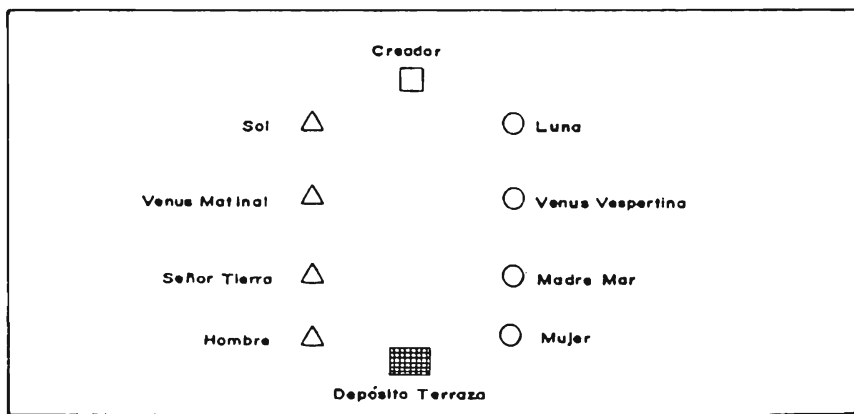 Creador
Sol Luna
Venus Matinal Venus Vespertina
Señor Tierra Madre Mar
Hombre Mujer
Depósito Terraza